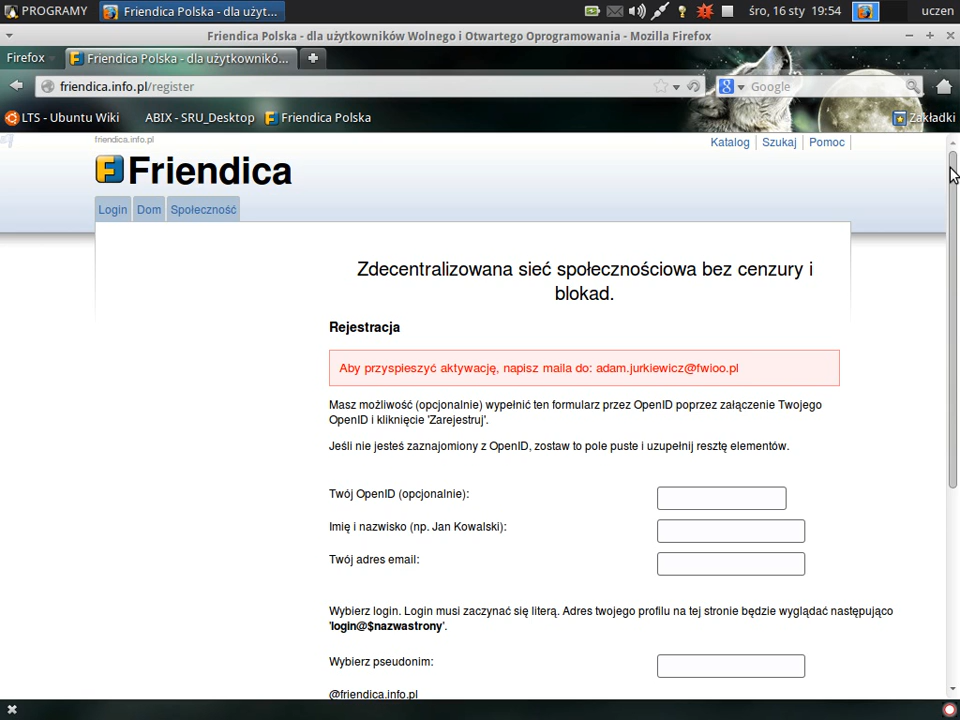 PROGRAMY
Friendica Polska - dla użyt...
śro, 16 sty 19:54
uczen
Friendica Polska - dla użytkowników Wolnego i Otwartego Oprogramowania - Mozilla Firefox
Firefox
Friendica Polska - dla użytkownikó...
friendica.info.pl/register
Google
LTS - Ubuntu Wiki
ABIX - SRU_Desktop
Friendica Polska
Zakładki
friendica.info.pl
Katalog
Szukaj
Pomoc
Friendica
Login
Dom
Społeczność
Zdecentralizowana sieć społecznościowa bez cenzury i
blokad.
Rejestracja
Aby przyspieszyć aktywację, napisz maila do: adam.jurkiewicz@fwioo.pl
Masz możliwość (opcjonalnie) wypełnić ten formularz przez OpenID poprzez załączenie Twojego
OpenID i kliknięcie 'Zarejestruj'.
Jeśli nie jesteś zaznajomiony z OpenID, zostaw to pole puste i uzupełnij resztę elementów.
Twój OpenID (opcjonalnie):
Imię i nazwisko (np. Jan Kowalski):
Twój adres email:
Wybierz login. Login musi zaczynać się literą. Adres twojego profilu na tej stronie będzie wyglądać następująco
'login@$nazwastrony'.
Wybierz pseudonim:
@friendica.info.pl